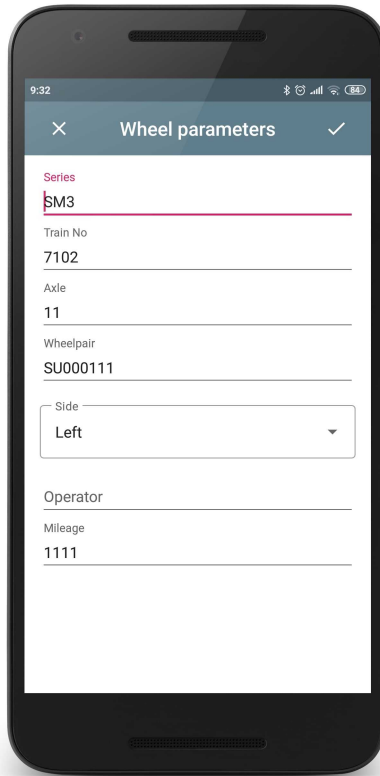 9:32
84
Wheel parameters
Series
SM3
Train No
7102
Axle
11
Wheelpair
SU000111
Side
Left
Operator
Mileage
1111